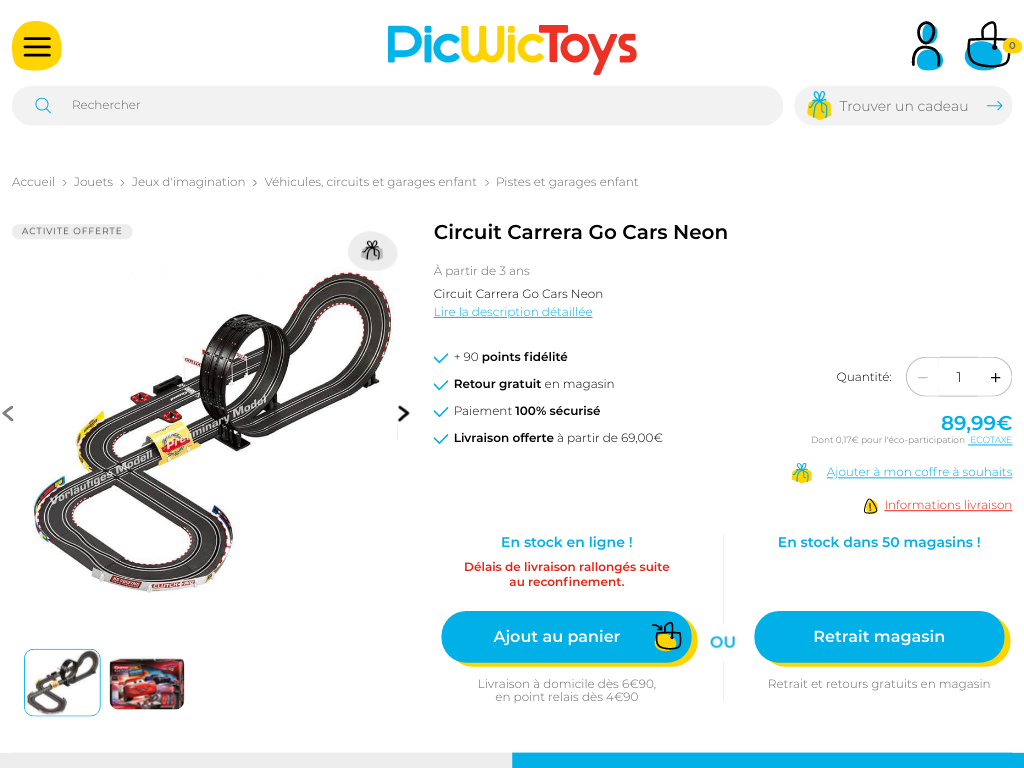 PicWicToys
0
Rechercher
Trouver un cadeau
Accueil > Jouets > Jeux d'imagination > Véhicules, circuits et garages enfant > Pistes et garages enfant
ACTIVITE OFFERTE
Circuit Carrera Go Cars Neon
À partir de 3 ans
Circuit Carrera Go Cars Neon
Lire la description détaillée
+ 90 points fidélité
Retour gratuit en magasin
Paiement 100% sécurisé
Livraison offerte à partir de 69,00€
Quantité:
1
89,99€
Dont 0,17€ pour l'éco-participation ECOTAXE
Ajouter à mon coffre à souhaits
Informations livraison
Vorläufiges Modell
minary Model
En stock en ligne !
Délais de livraison rallongés suite
au reconfinement.
Ajout au panier
Livraison à domicile dès 6€90,
en point relais dès 4€90
OU
En stock dans 50 magasins !
Retrait magasin
Retrait et retours gratuits en magasin